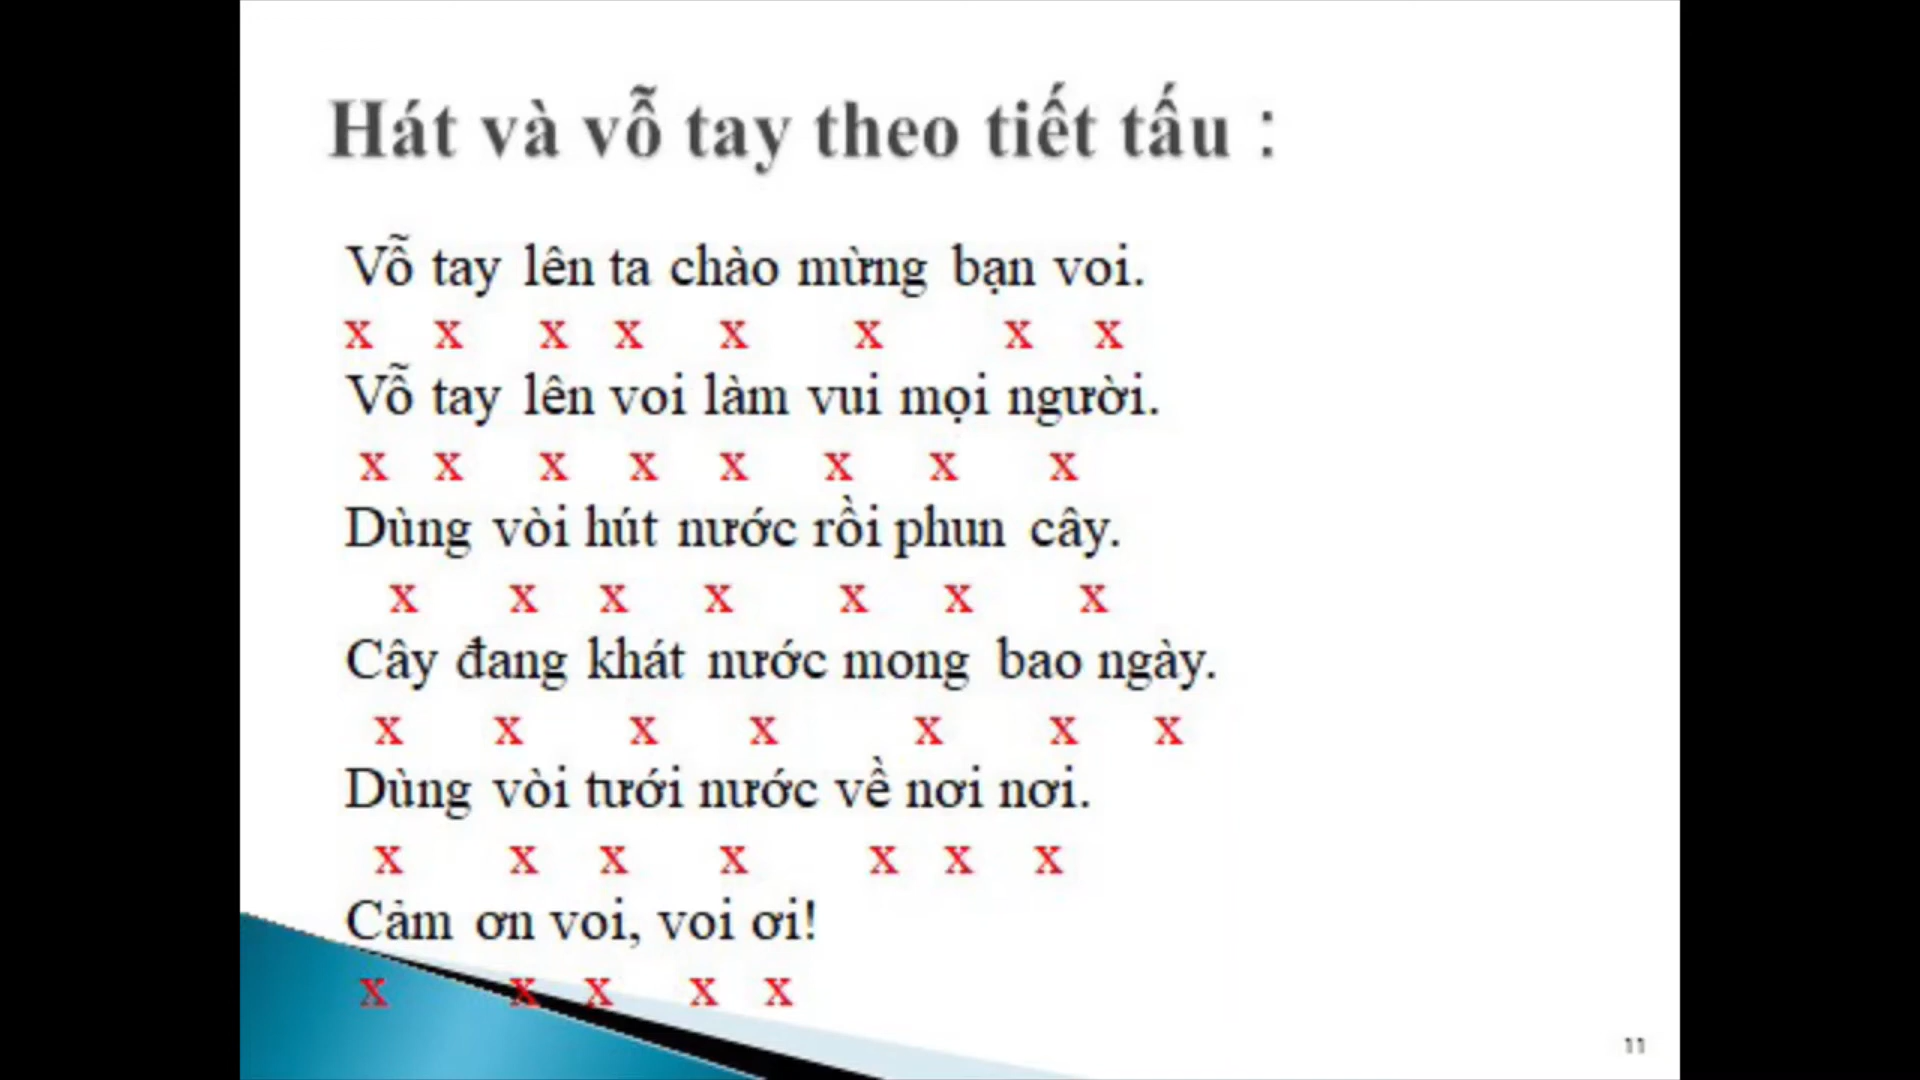 Hát và vỗ tay theo tiết tấu :
Vỗ tay lên ta chào mừng bạn voi.
x x x x x x x x
Vỗ tay lên voi làm vui mọi người.
x x x x x x x x
Dùng vòi hút nước rồi phun cây.
x x x x x x x
Cây đang khát nước mong bao ngày.
x x x x x x x
Dùng vòi tưới nước về nơi nơi.
x x x x x x x
Cảm ơn voi, voi ơi!
x x x x x
11